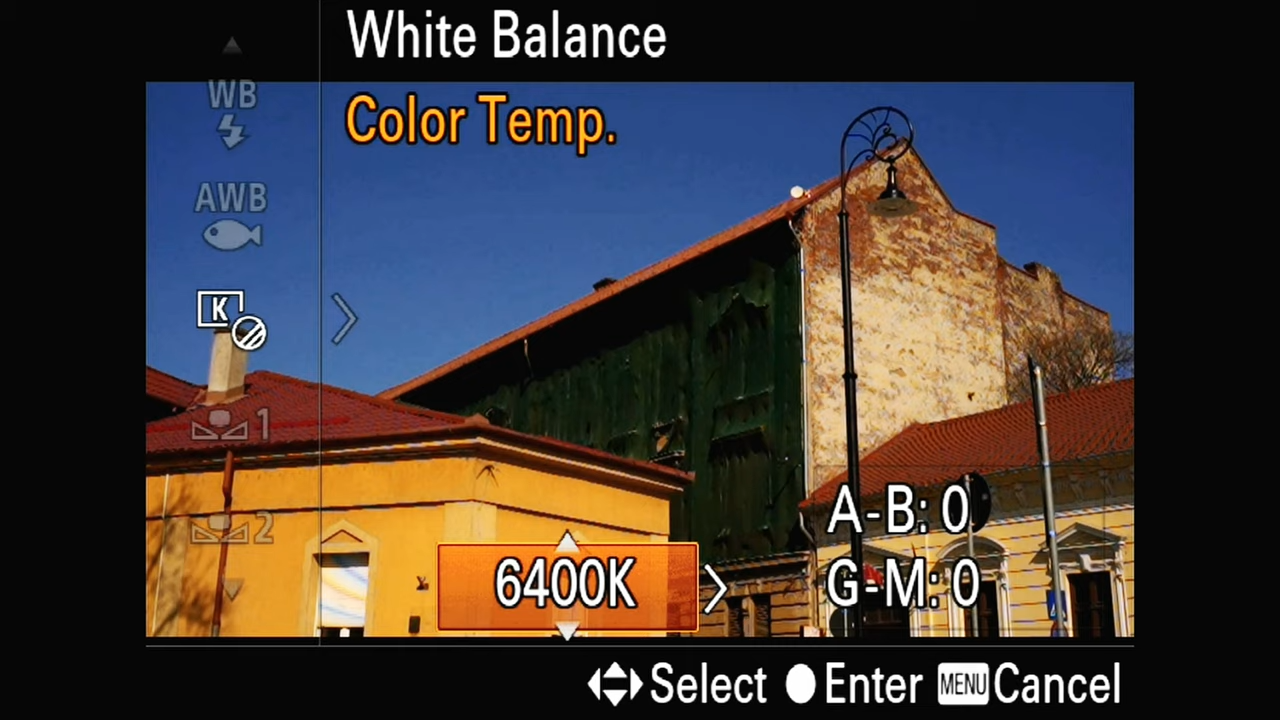 White Balance
Color Temp.
WB
AWB
K
1
2
A-B: 0
6400K
G-M: 0
Select Enter MENU Cancel